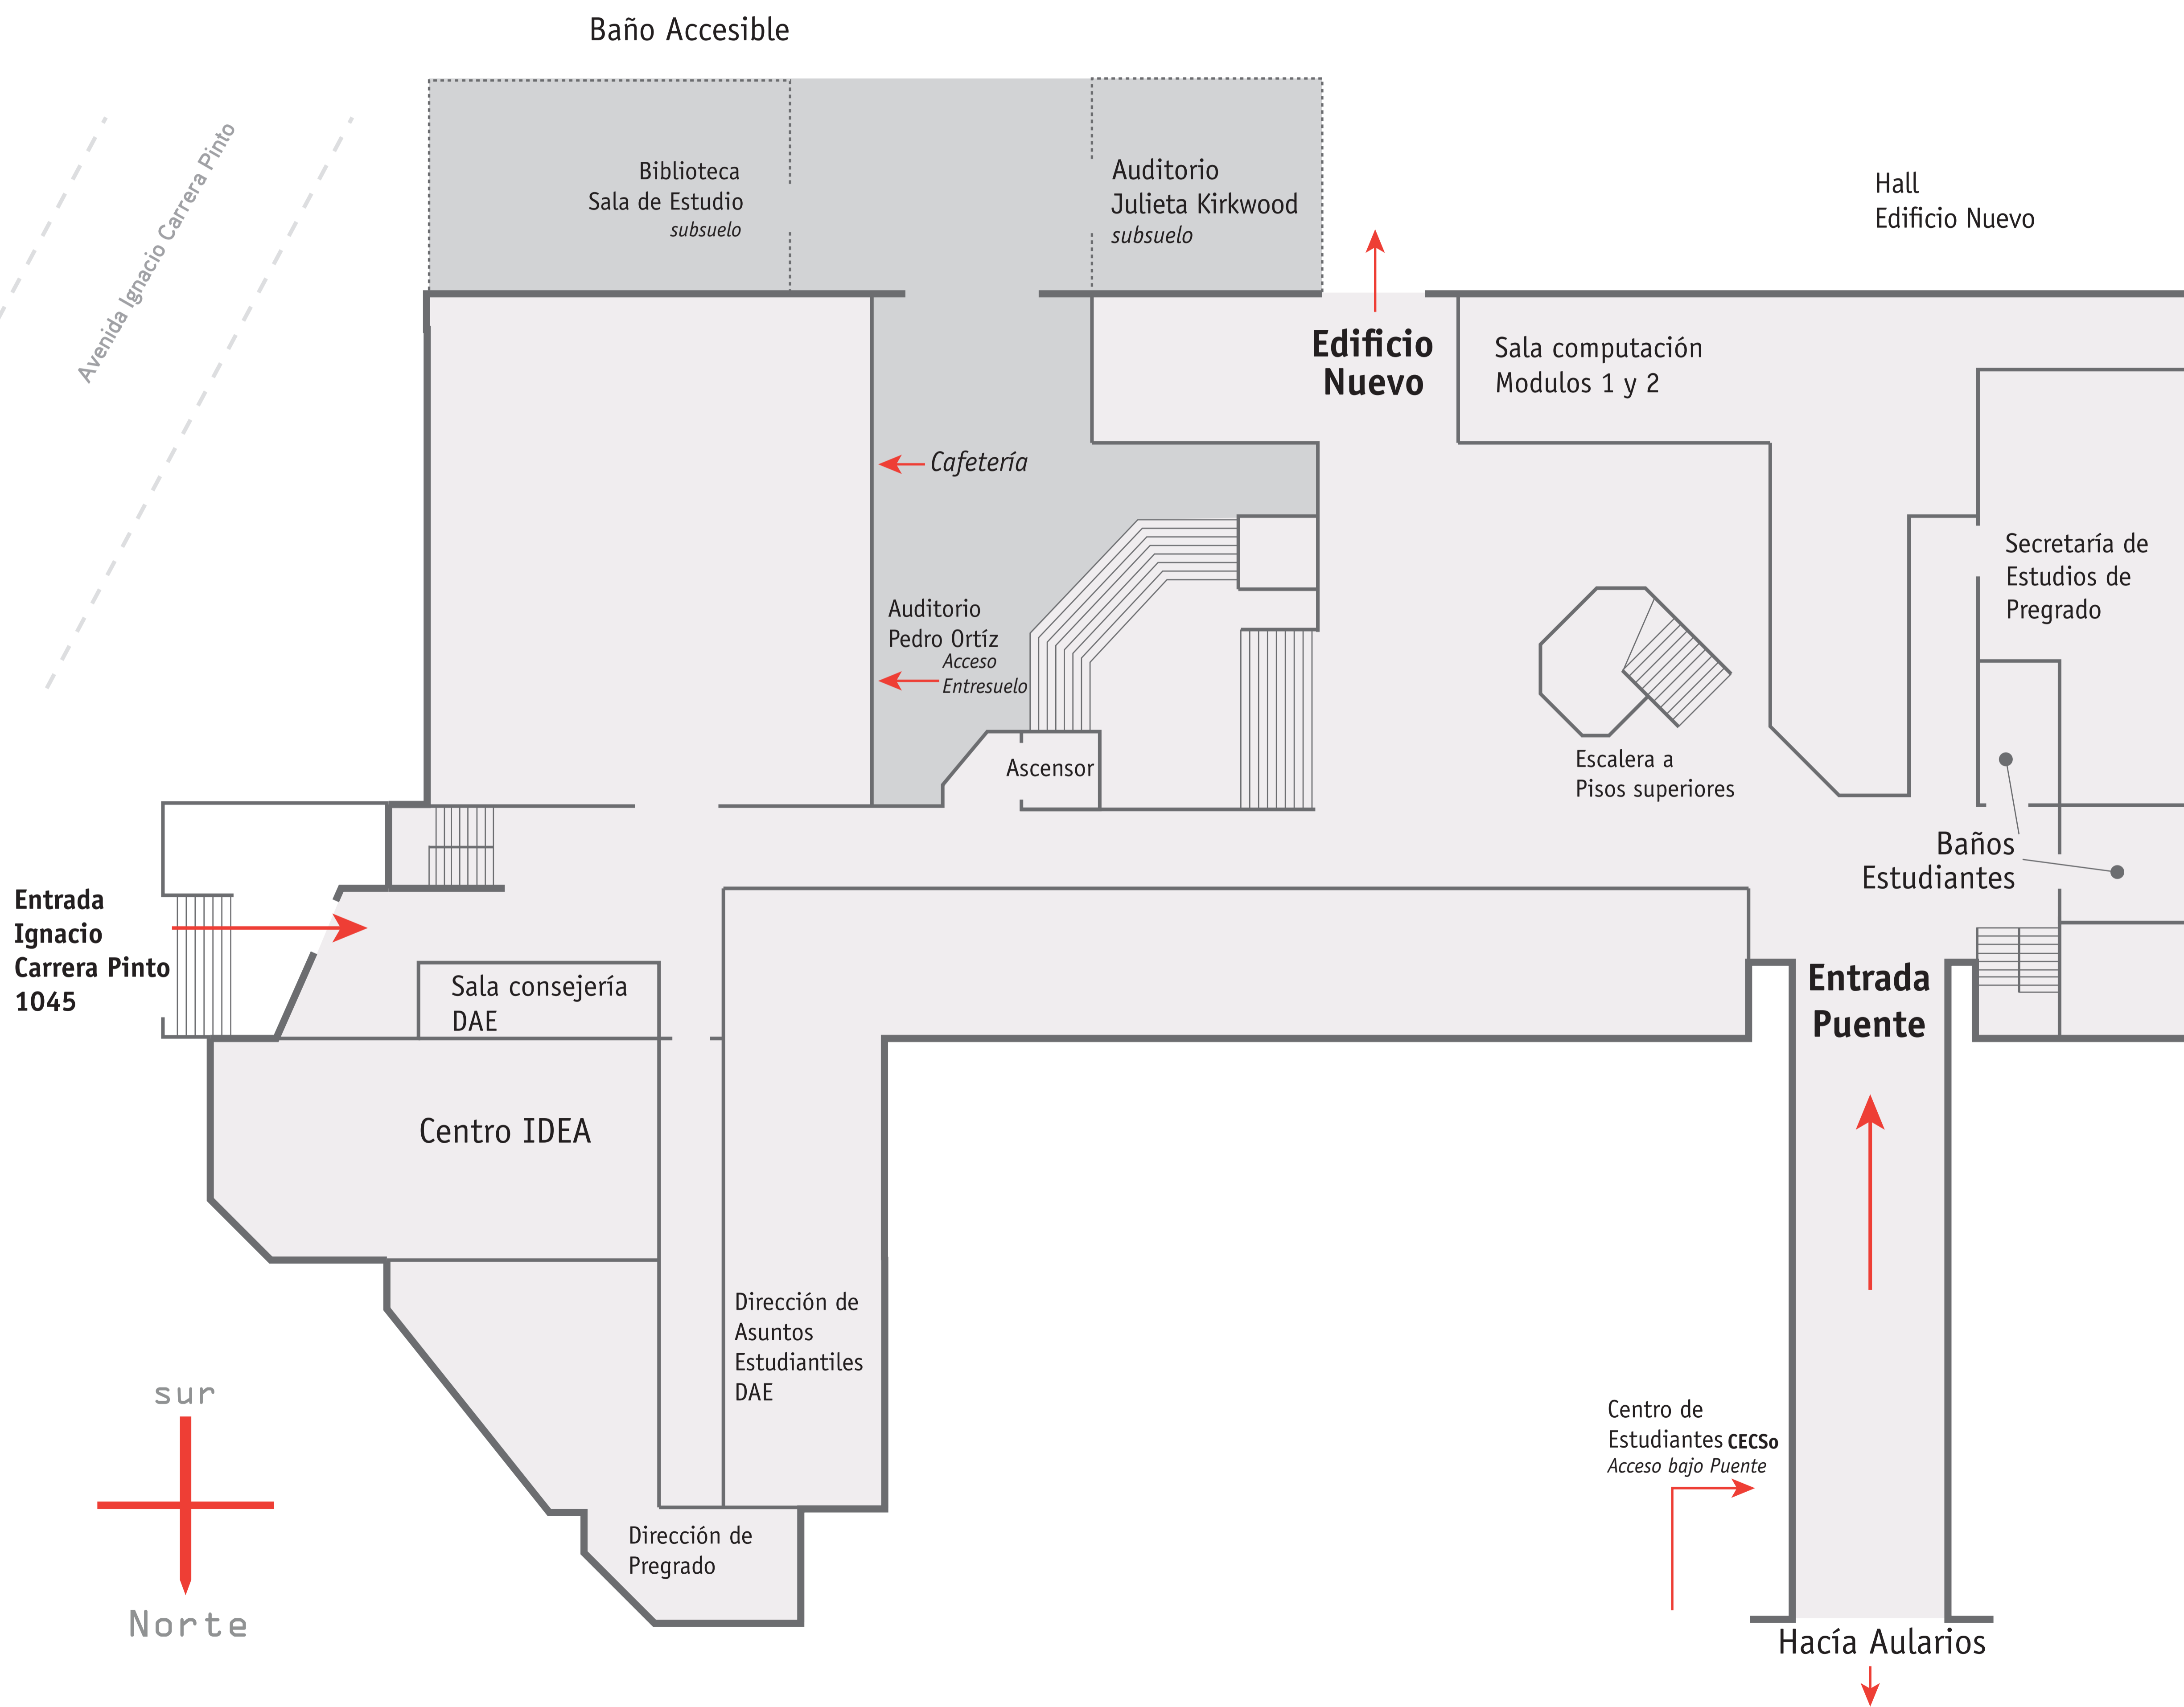 Baño Accesible
Avenida Ignacio Carrera Pinto
Biblioteca
Sala de Estudio
subsuelo
Auditorio
Julieta Kirkwood
subsuelo
Hall
Edificio Nuevo
Edificio
Nuevo
Sala computación
Modulos 1 y 2
Cafetería
Secretaría de
Estudios de
Pregrado
Auditorio
Pedro Ortíz
Acceso
Entresuelo
Ascensor
Escalera a
Pisos superiores
Baños
Estudiantes
Entrada
Ignacio
Carrera Pinto
1045
Sala consejería
DAE
Entrada
Puente
Centro IDEA
Dirección de
Asuntos
Estudiantiles
DAE
Centro de
Estudiantes CECSo
Acceso bajo Puente
sur
Norte
Dirección de
Pregrado
Hacía Aularios